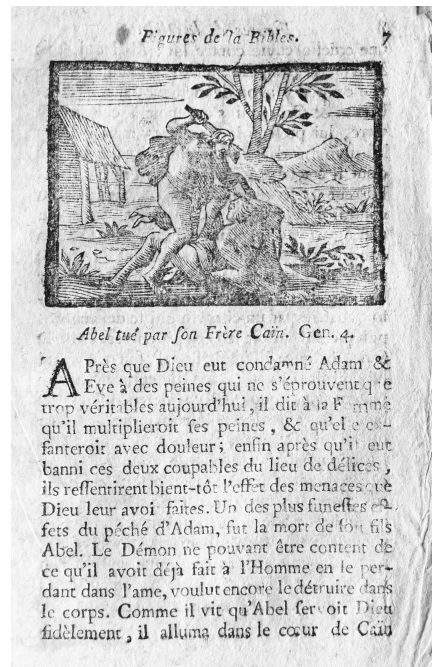 Figures de la Bibles. 7
Abel tué par ſon Frère Caïn. Gen. 4.
APrès que Dieu eut condamné Adam &
Eve à des peines qui ne s'éprouvent que
trop véritables aujourd'hui, il dit à la Femme
qu'il multiplieroit ſes peines, & qu'elle en-
fanteroit avec douleur; enfin après qu'il eut
banni ces deux coupables du lieu de délices,
ils reſſentirent bient-tôt l'effet des menaces que
Dieu leur avoi faites. Un des plus funeſtes ef-
fets du péché d'Adam, fut la mort de ſon fils
Abel. Le Démon ne pouvant être content de
ce qu'il avoit déjà fait à l'Homme en le per-
dant dans l'ame, voulut encore le détruire dans
le corps. Comme il vit qu'Abel ſervoit Dieu
fidèlement, il alluma dans le cœur de Caïn